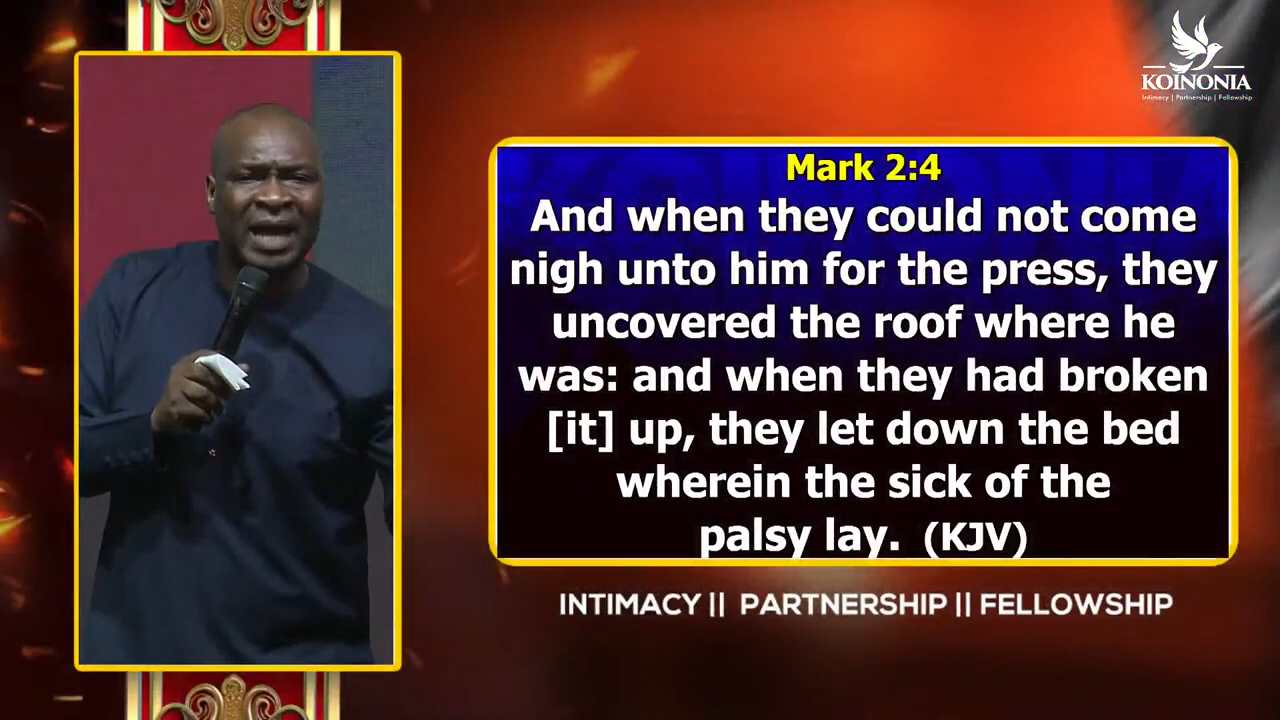 KOINONIA
Intimacy | Partnership | Fellowship
Mark 2:4
And when they could not come
nigh unto him for the press, they
uncovered the roof where he
was: and when they had broken
[it] up, they let down the bed
wherein the sick of the
palsy lay. (KJV)
INTIMACY || PARTNERSHIP || FELLOWSHIP